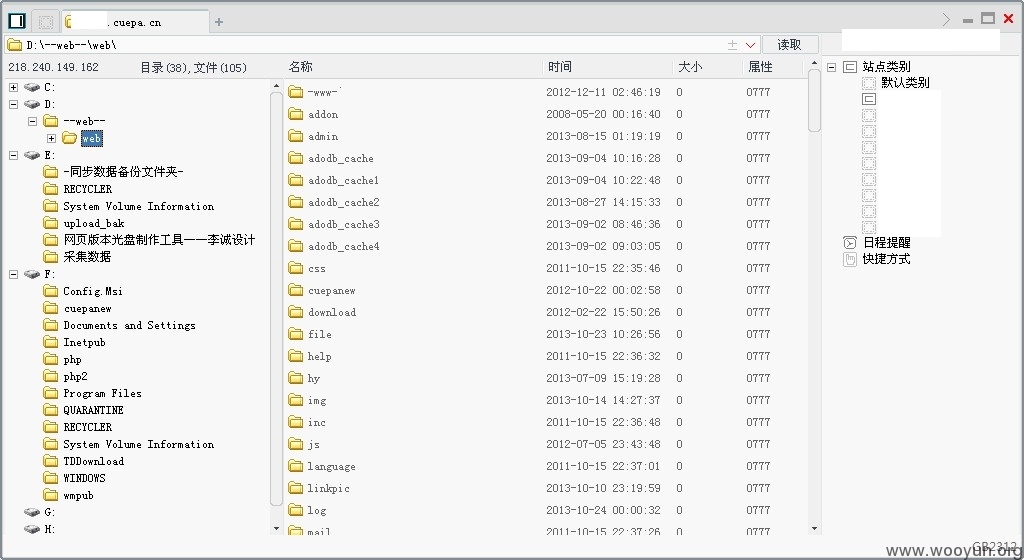 .cuepa.cn
D:\--web--\web\
读取
218.240.149.162 目录(38),文件(105)
名称 时间 大小 属性
C:
D:
--web--
web
E:
-同步数据备份文件夹-
RECYCLER
System Volume Information
upload_bak
网页版本光盘制作工具——李诚设计
采集数据
F:
Config.Msi
cuepanew
Documents and Settings
Inetpub
php
php2
Program Files
QUARANTINE
RECYCLER
System Volume Information
TDDownload
WINDOWS
wmpub
G:
H:
-www-` 2012-12-11 02:46:19 0 0777
addon 2008-05-20 00:16:40 0 0777
admin 2013-08-15 01:19:19 0 0777
adodb_cache 2013-09-04 10:16:28 0 0777
adodb_cache1 2013-09-04 10:22:48 0 0777
adodb_cache2 2013-08-27 14:15:33 0 0777
adodb_cache3 2013-09-02 08:46:36 0 0777
adodb_cache4 2013-09-02 09:03:05 0 0777
css 2011-10-15 22:35:46 0 0777
cuepanew 2012-10-22 00:02:58 0 0777
download 2012-02-22 15:50:26 0 0777
file 2013-10-23 10:26:56 0 0777
help 2011-10-15 22:36:32 0 0777
hy 2013-07-09 15:19:28 0 0777
img 2013-10-14 14:27:37 0 0777
inc 2011-10-15 22:36:48 0 0777
js 2012-07-05 23:43:48 0 0777
language 2011-10-15 22:37:01 0 0777
linkpic 2013-10-10 23:19:59 0 0777
log 2013-10-24 00:00:32 0 0777
mail 2011-10-15 22:37:26 0 0777
站点类别
默认类别
日程提醒
快捷方式
GB2312
www.wooyun.org